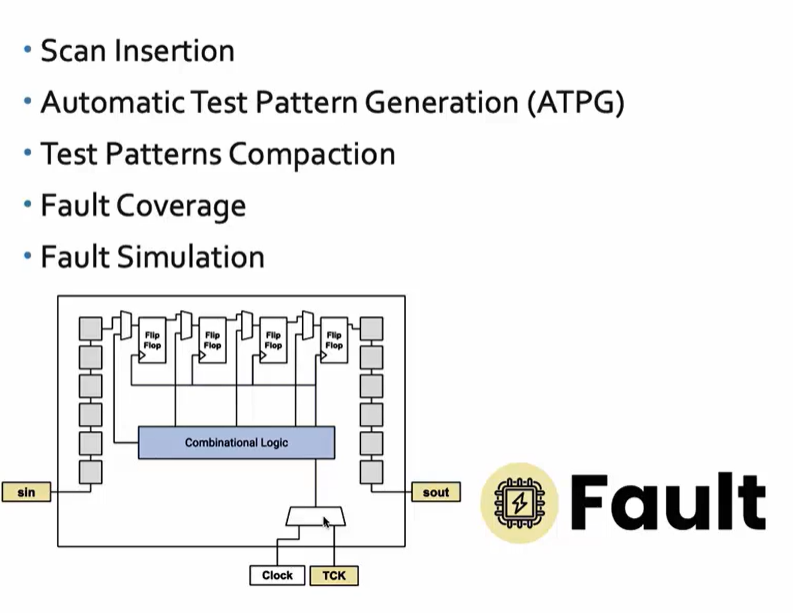 • Scan Insertion
• Automatic Test Pattern Generation (ATPG)
• Test Patterns Compaction
• Fault Coverage
• Fault Simulation
Flip
Flop
Flip
Flop
Flip
Flop
Flip
Flop
Combinational Logic
sin
sout
Clock
TCK
Fault